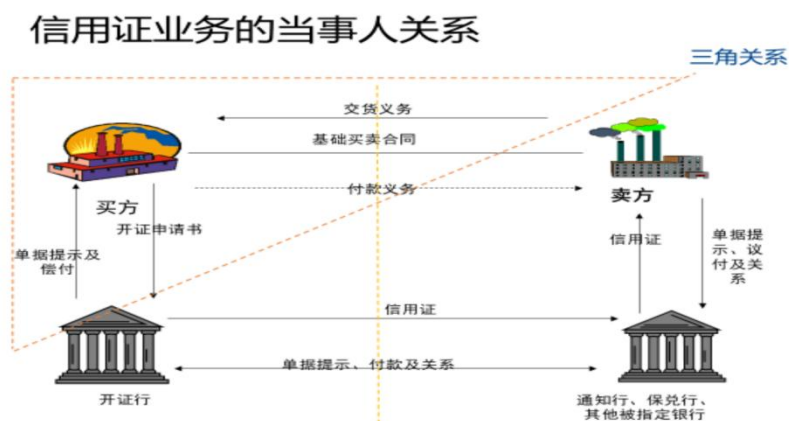 信用证业务的当事人关系
三角关系
交货义务
基础买卖合同
付款义务
买方
卖方
开证申请书
单据提示及
偿付
信用证
单据提
示、议
付及关
系
信用证
单据提示、付款及关系
开证行
通知行、保兑行、
其他被指定银行